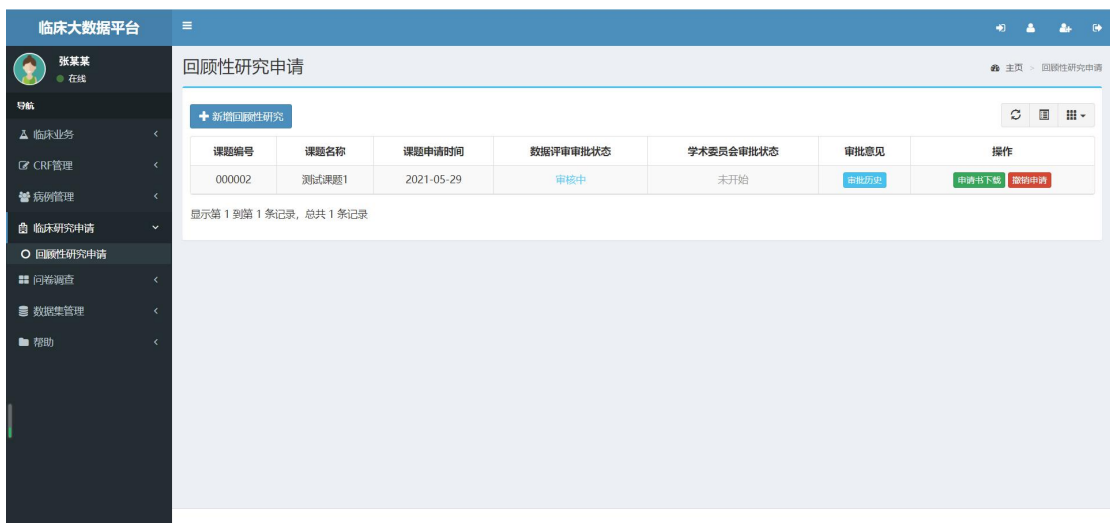 临床大数据平台
张某某
在线
导航
临床业务
CRF管理
病例管理
临床研究申请
回顾性研究申请
问卷调查
数据集管理
帮助
回顾性研究申请
主页 > 回顾性研究申请
新增回顾性研究
课题编号 课题名称 课题申请时间 数据评审审批状态 学术委员会审批状态 审批意见 操作
000002 测试课题1 2021-05-29 审核中 未开始 审批历史 申请书下载 撤销申请
显示第 1 到第 1 条记录，总共 1 条记录